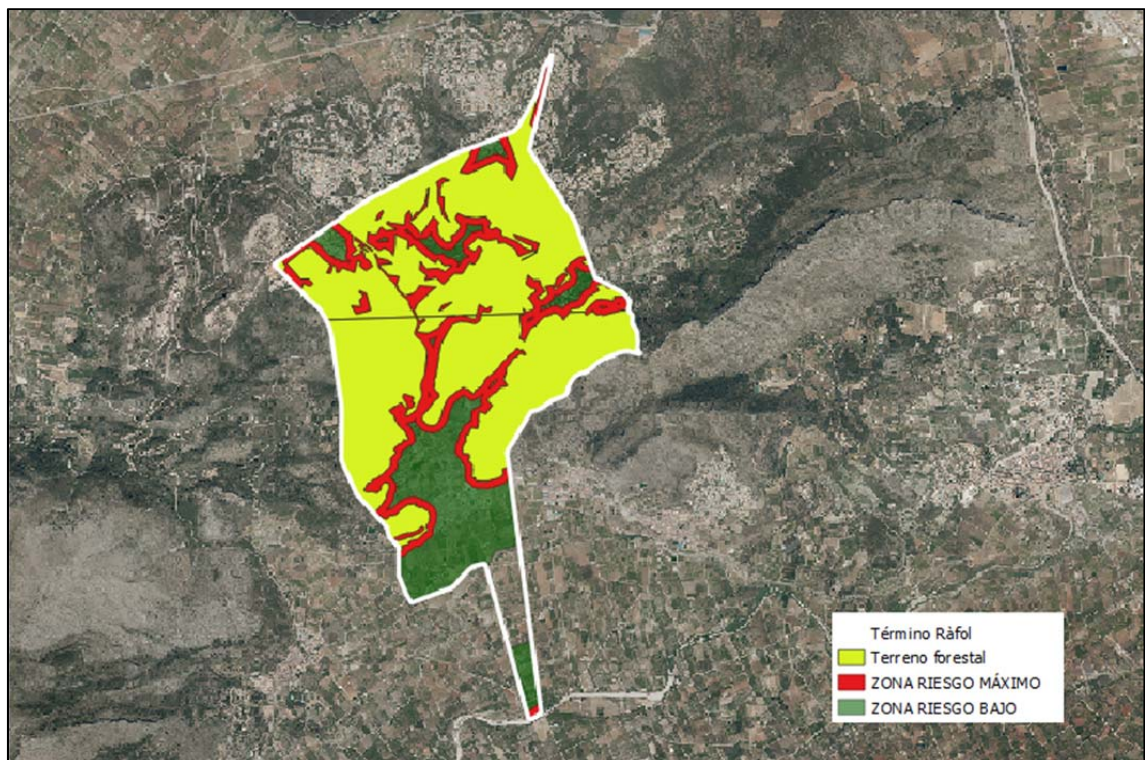 Término Ràfol
Terreno forestal
ZONA RIESGO MÁXIMO
ZONA RIESGO BAJO